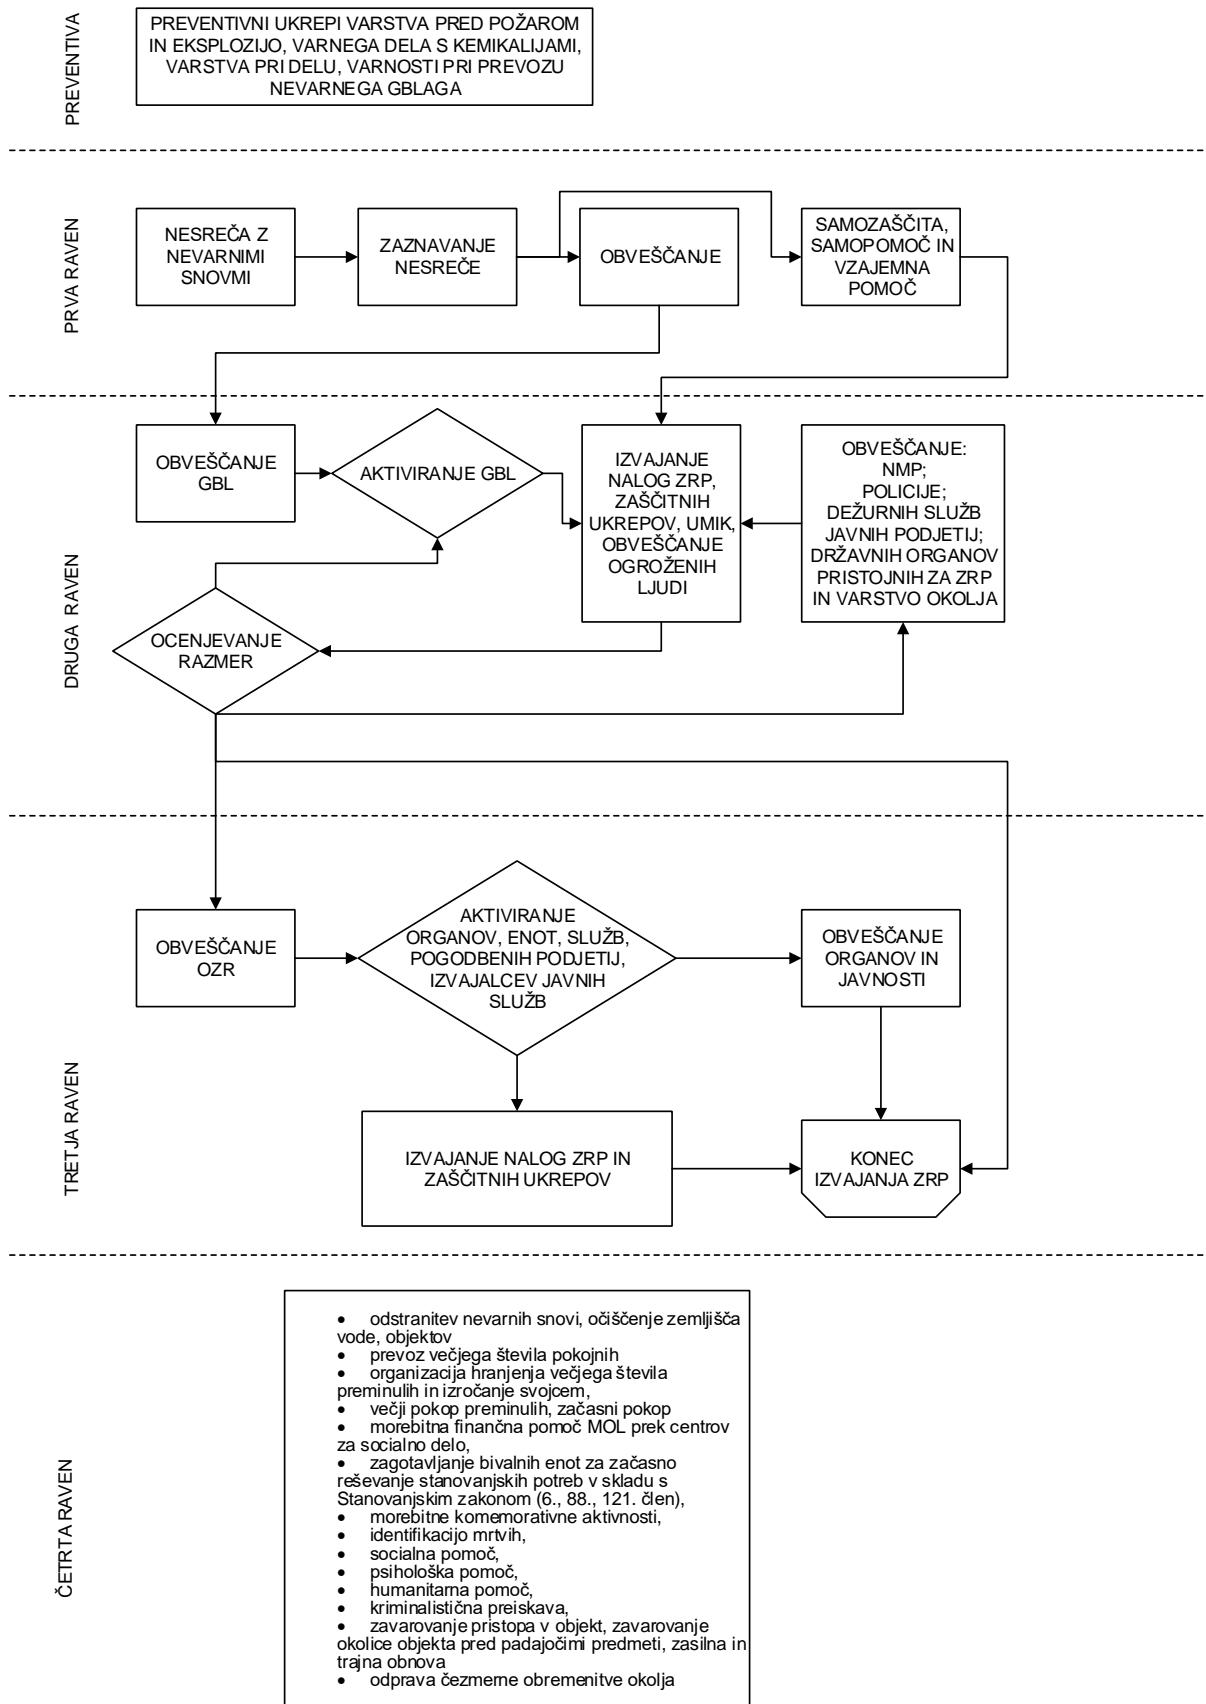 PREVENTIVA
PREVENTIVNI UKREPI VARSTVA PRED POŽAROM
IN EKSPLOZIJO, VARNEGA DELA S KEMIKALIJAMI,
VARSTVA PRI DELU, VARNOSTI PRI PREVOZU
NEVARNEGA GBLAGA
PRVA RAVEN
NESREČA Z
NEVARNIMI
SNOVMI
ZAZNAVANJE
NESREČE
OBVEŠČANJE
SAMOZAŠČITA,
SAMOPOMOČ IN
VZAJEMNA
POMOČ
DRUGA RAVEN
OBVEŠČANJE
GBL
AKTIVIRANJE GBL
IZVAJANJE
NALOG ZRP,
ZAŠČITNIH
UKREPOV, UMIK,
OBVEŠČANJE
OGROŽENIH
LJUDI
OBVEŠČANJE:
NMP;
POLICIJE;
DEŽURNIH SLUŽB
JAVNIH PODJETIJ;
DRŽAVNIH ORGANOV
PRISTOJNIH ZA ZRP
IN VARSTVO OKOLJA
OCENJEVANJE
RAZMER
TRETJA RAVEN
OBVEŠČANJE
OZR
AKTIVIRANJE
ORGANOV, ENOT, SLUŽB,
POGODBENIH PODJETIJ,
IZVAJALCEV JAVNIH
SLUŽB
OBVEŠČANJE
ORGANOV IN
JAVNOSTI
IZVAJANJE NALOG ZRP IN
ZAŠČITNIH UKREPOV
KONEC
IZVAJANJA ZRP
ČETRTA RAVEN
• odstranitev nevarnih snovi, očiščenje zemljišča
vode, objektov
• prevoz večjega števila pokojnih
• organizacija hranjenja večjega števila
preminulih in izročanje svojcem,
• večji pokop preminulih, začasni pokop
• morebitna finančna pomoč MOL prek centrov
za socialno delo,
• zagotavljanje bivalnih enot za začasno
reševanje stanovanjskih potreb v skladu s
Stanovanjskim zakonom (6., 88., 121. člen),
• morebitne komemorativne aktivnosti,
• identifikacijo mrtvih,
• socialna pomoč,
• psihološka pomoč,
• humanitarna pomoč,
• kriminalistična preiskava,
• zavarovanje pristopa v objekt, zavarovanje
okolice objekta pred padajočimi predmeti, zasilna in
trajna obnova
• odprava čezmerne obremenitve okolja